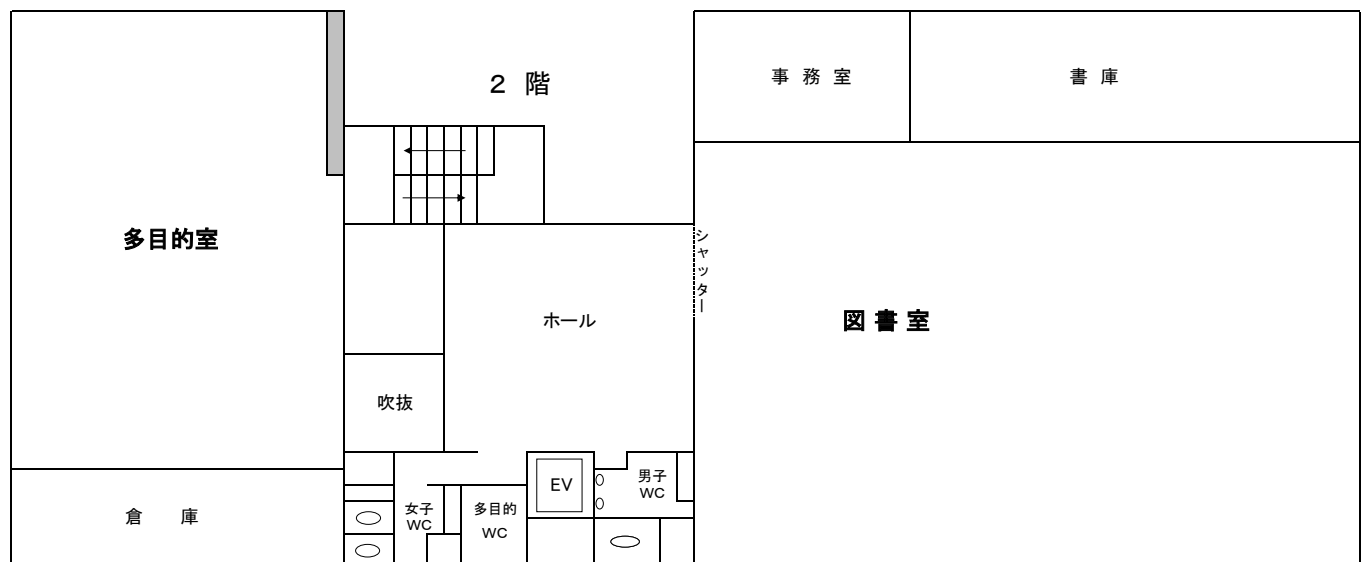 ２ 階
事 務 室
書 庫
多目的室
シャッター
ホール
図 書 室
吹抜
倉 庫
女子
WC
多目的
WC
EV
男子
WC